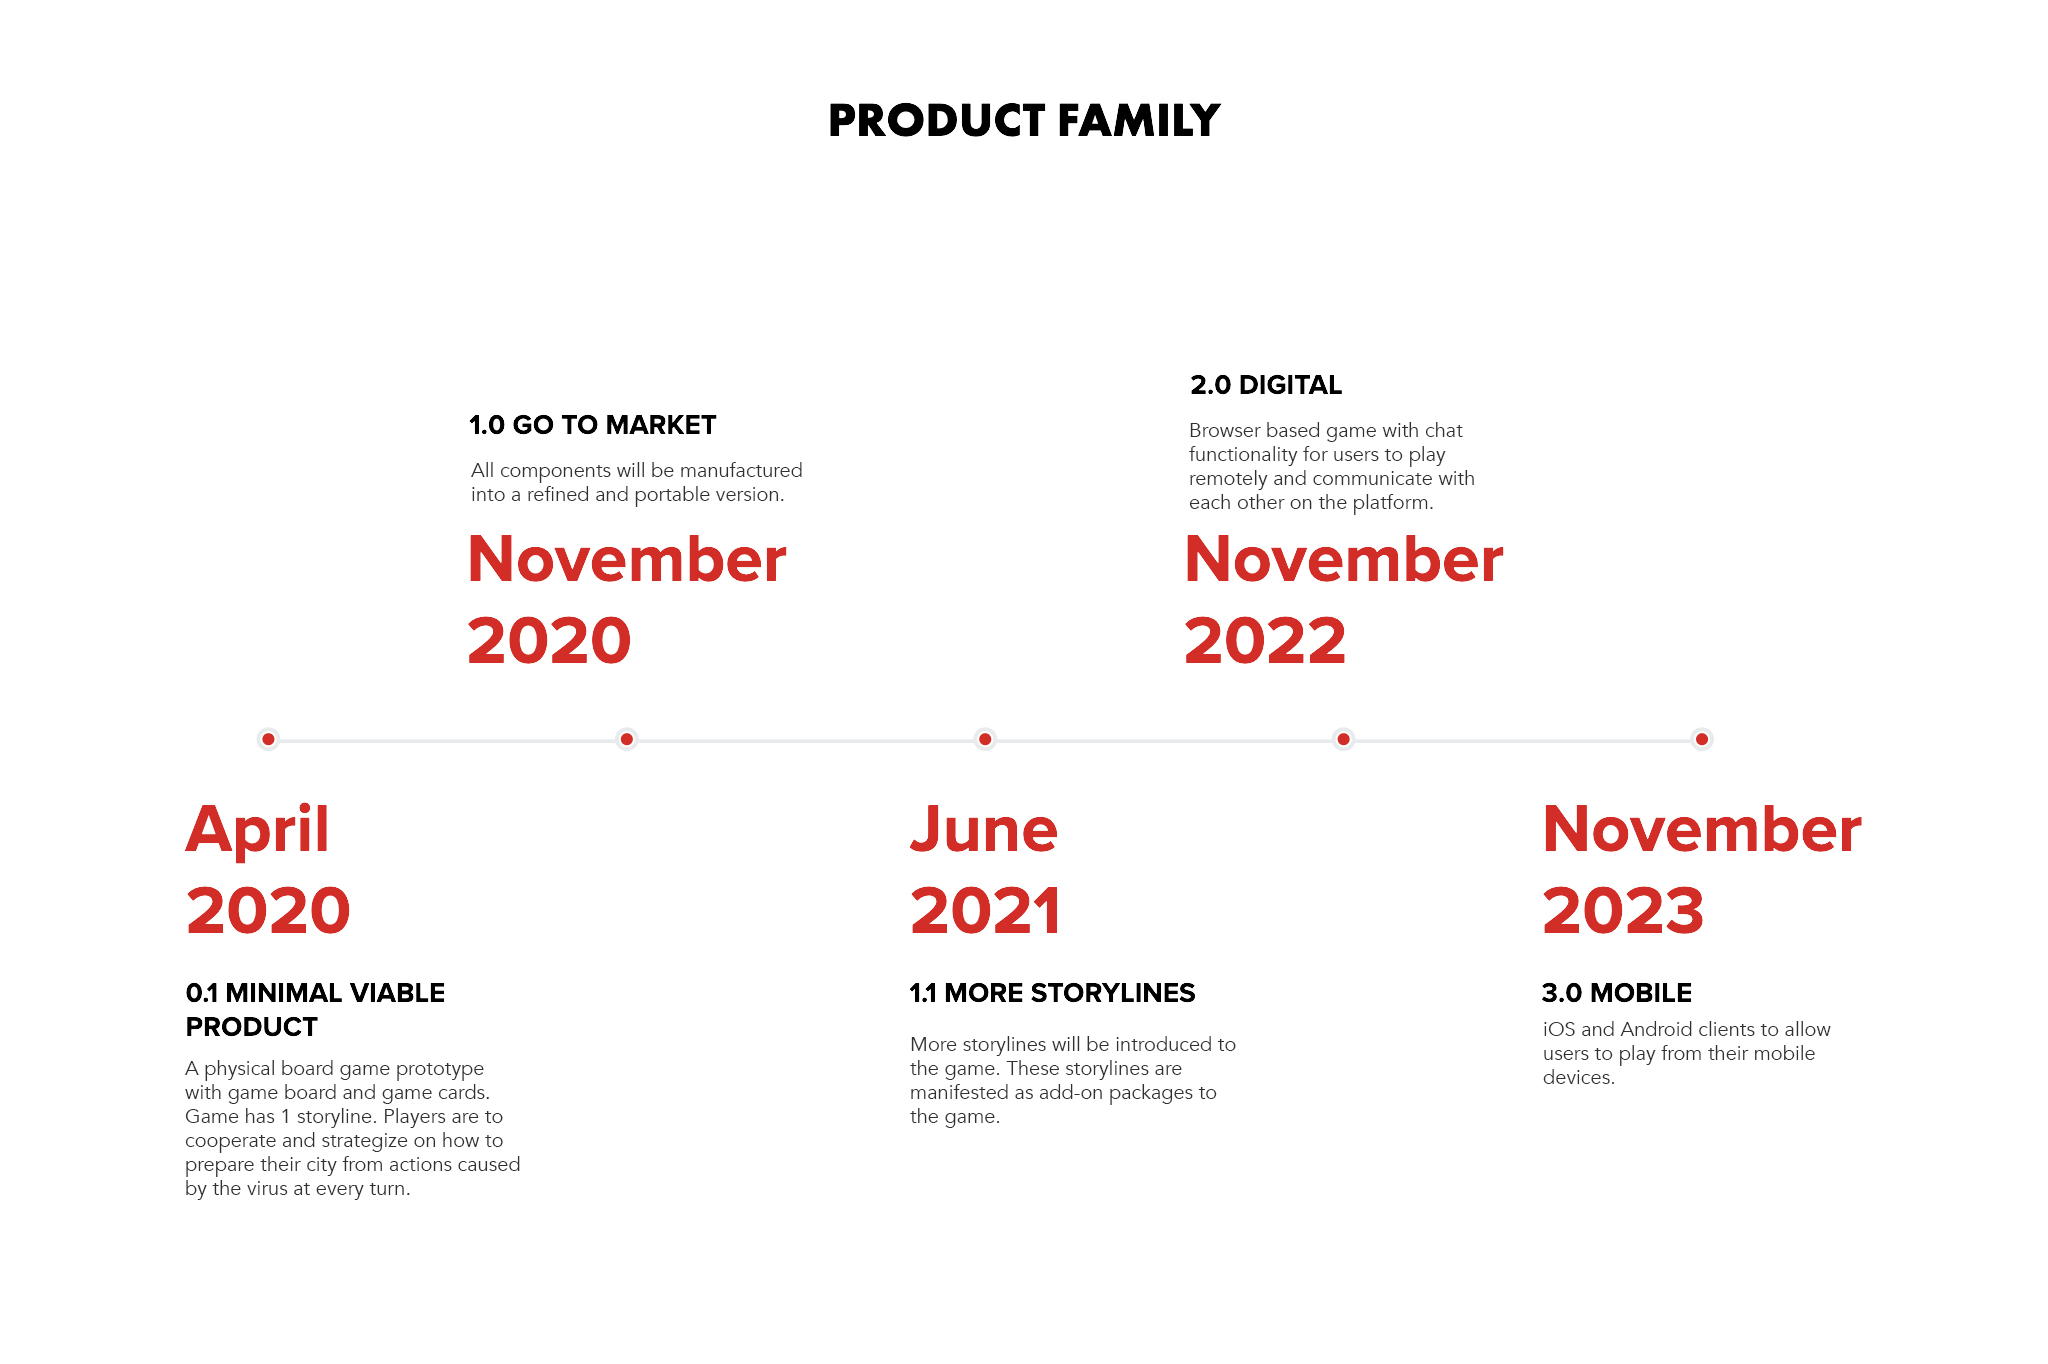 PRODUCT FAMILY
1.0 GO TO MARKET
All components will be manufactured
into a refined and portable version.
November
2020
2.0 DIGITAL
Browser based game with chat
functionality for users to play
remotely and communicate with
each other on the platform.
November
2022
April
2020
0.1 MINIMAL VIABLE
PRODUCT
A physical board game prototype
with game board and game cards.
Game has 1 storyline. Players are to
cooperate and strategize on how to
prepare their city from actions caused
by the virus at every turn.
June
2021
1.1 MORE STORYLINES
More storylines will be introduced to
the game. These storylines are
manifested as add-on packages to
the game.
November
2023
3.0 MOBILE
iOS and Android clients to allow
users to play from their mobile
devices.